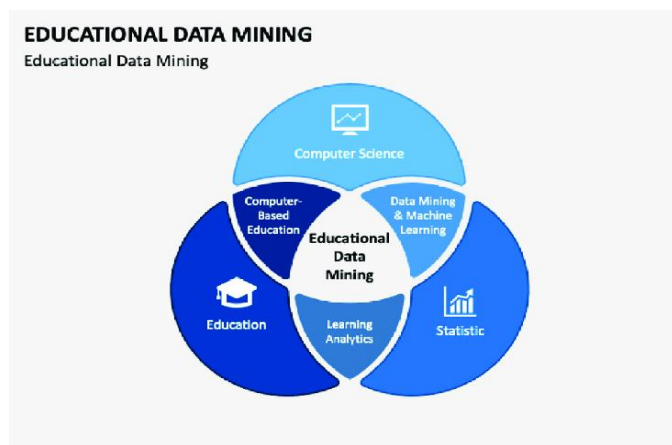 EDUCATIONAL DATA MINING
Educational Data Mining
Computer Science
Computer-
Based
Education
Data Mining
& Machine
Learning
Educational
Data
Mining
Education
Learning
Analytics
Statistic